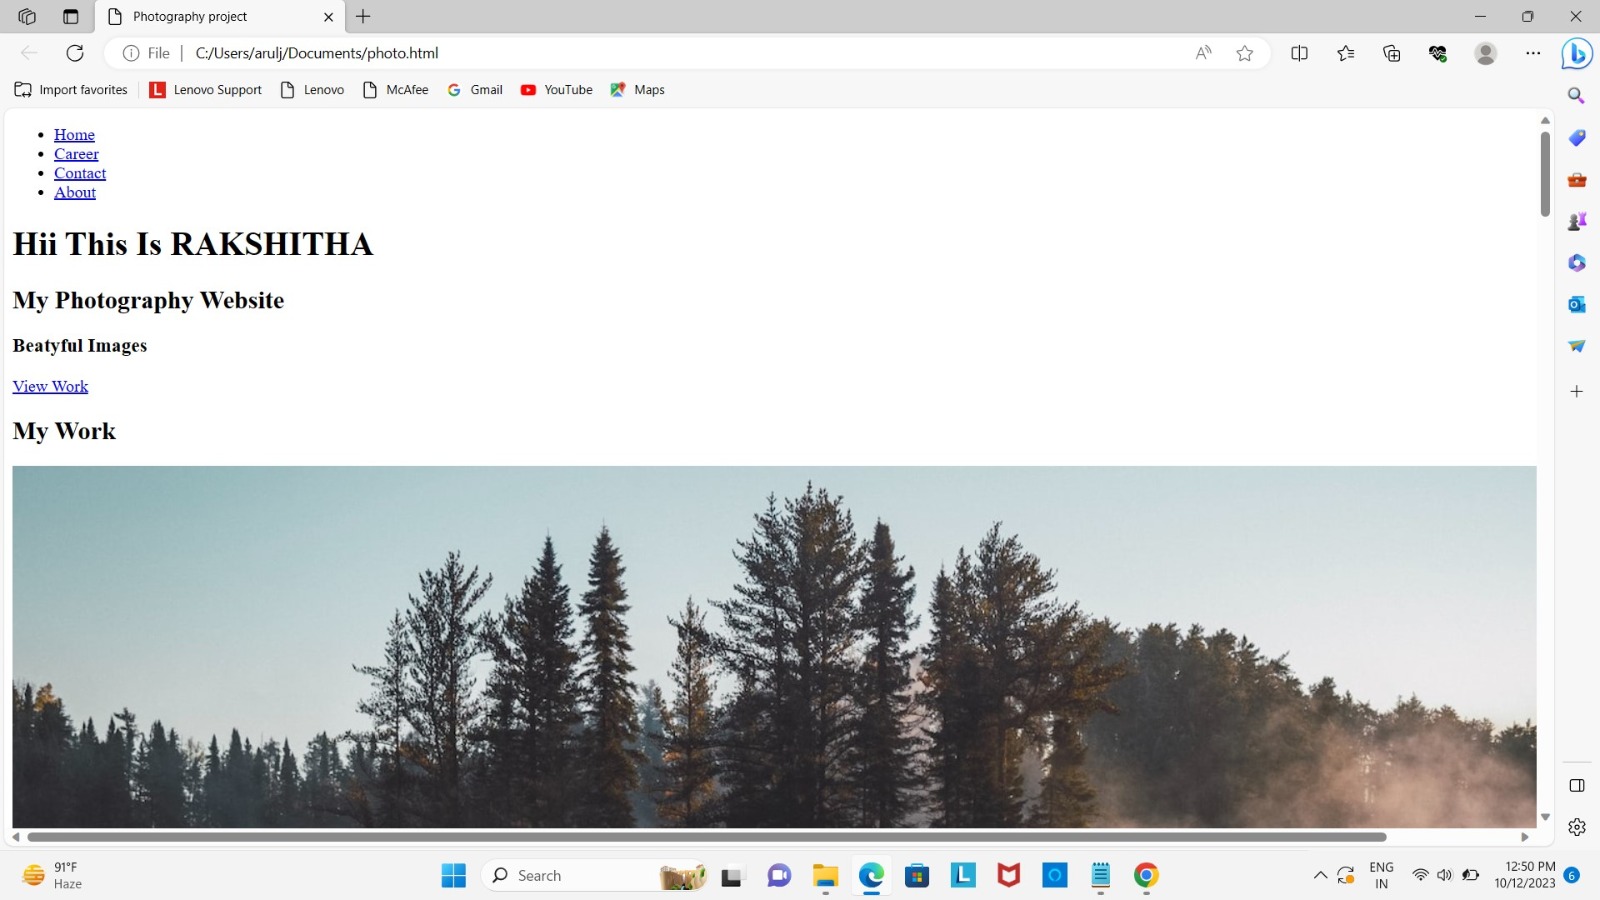 Photography project
File
C:/Users/arulj/Documents/photo.html
Import favorites
Lenovo Support
Lenovo
McAfee
Gmail
YouTube
Maps
Home
Career
Contact
About
Hii This Is RAKSHITHA
My Photography Website
Beatyful Images
View Work
My Work
91°F
Haze
Search
ENG
IN
12:50 PM
10/12/2023
6